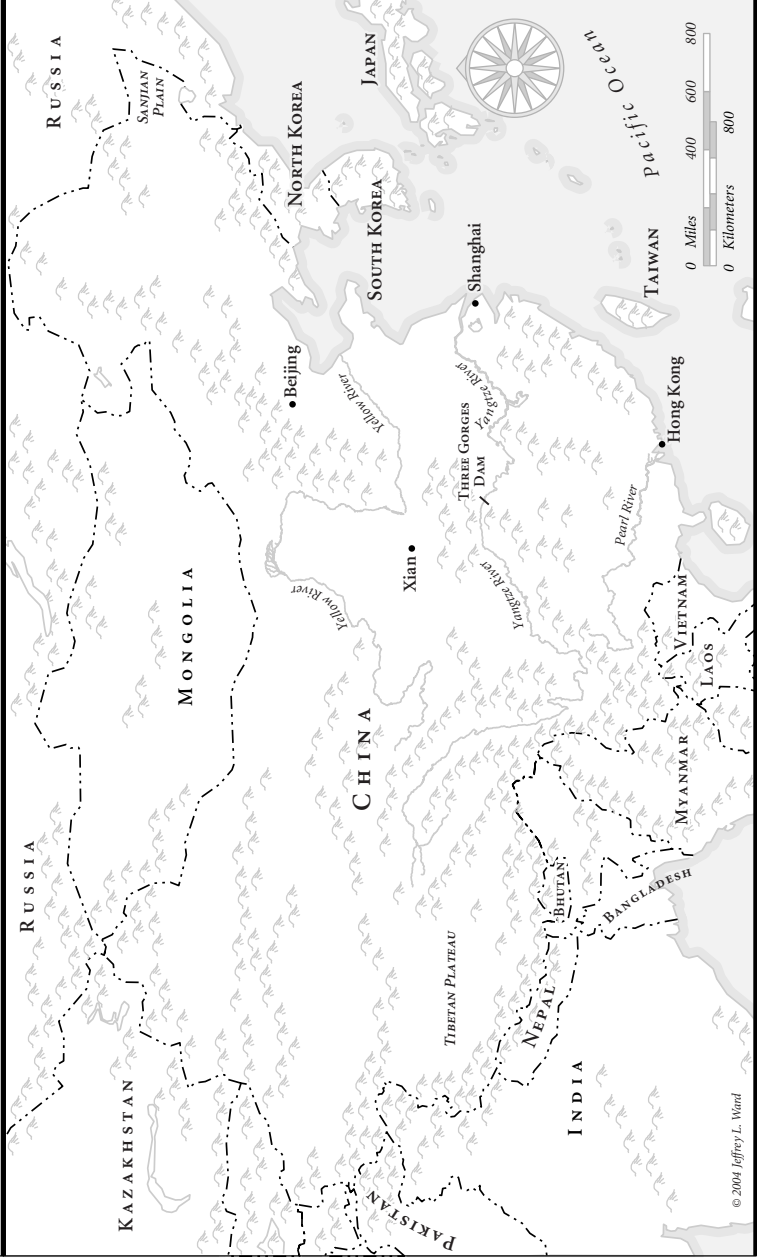 RUSSIA
KAZAKHSTAN
RUSSIA
MONGOLIA
SANJIAN
PLAIN
NORTH KOREA
SOUTH KOREA
JAPAN
Beijing
Yellow River
Yellow River
CHINA
Xian
TIBETAN PLATEAU
THREE GORGES
DAM
Yangtze River
Yangtze River
Shanghai
PAKISTAN
NEPAL
BHUTAN
INDIA
BANGLADESH
MYANMAR
LAOS
VIETNAM
Pearl River
Hong Kong
TAIWAN
Pacific Ocean
0 Miles 400 600 800
0 Kilometers 800
© 2004 Jeffrey L. Ward